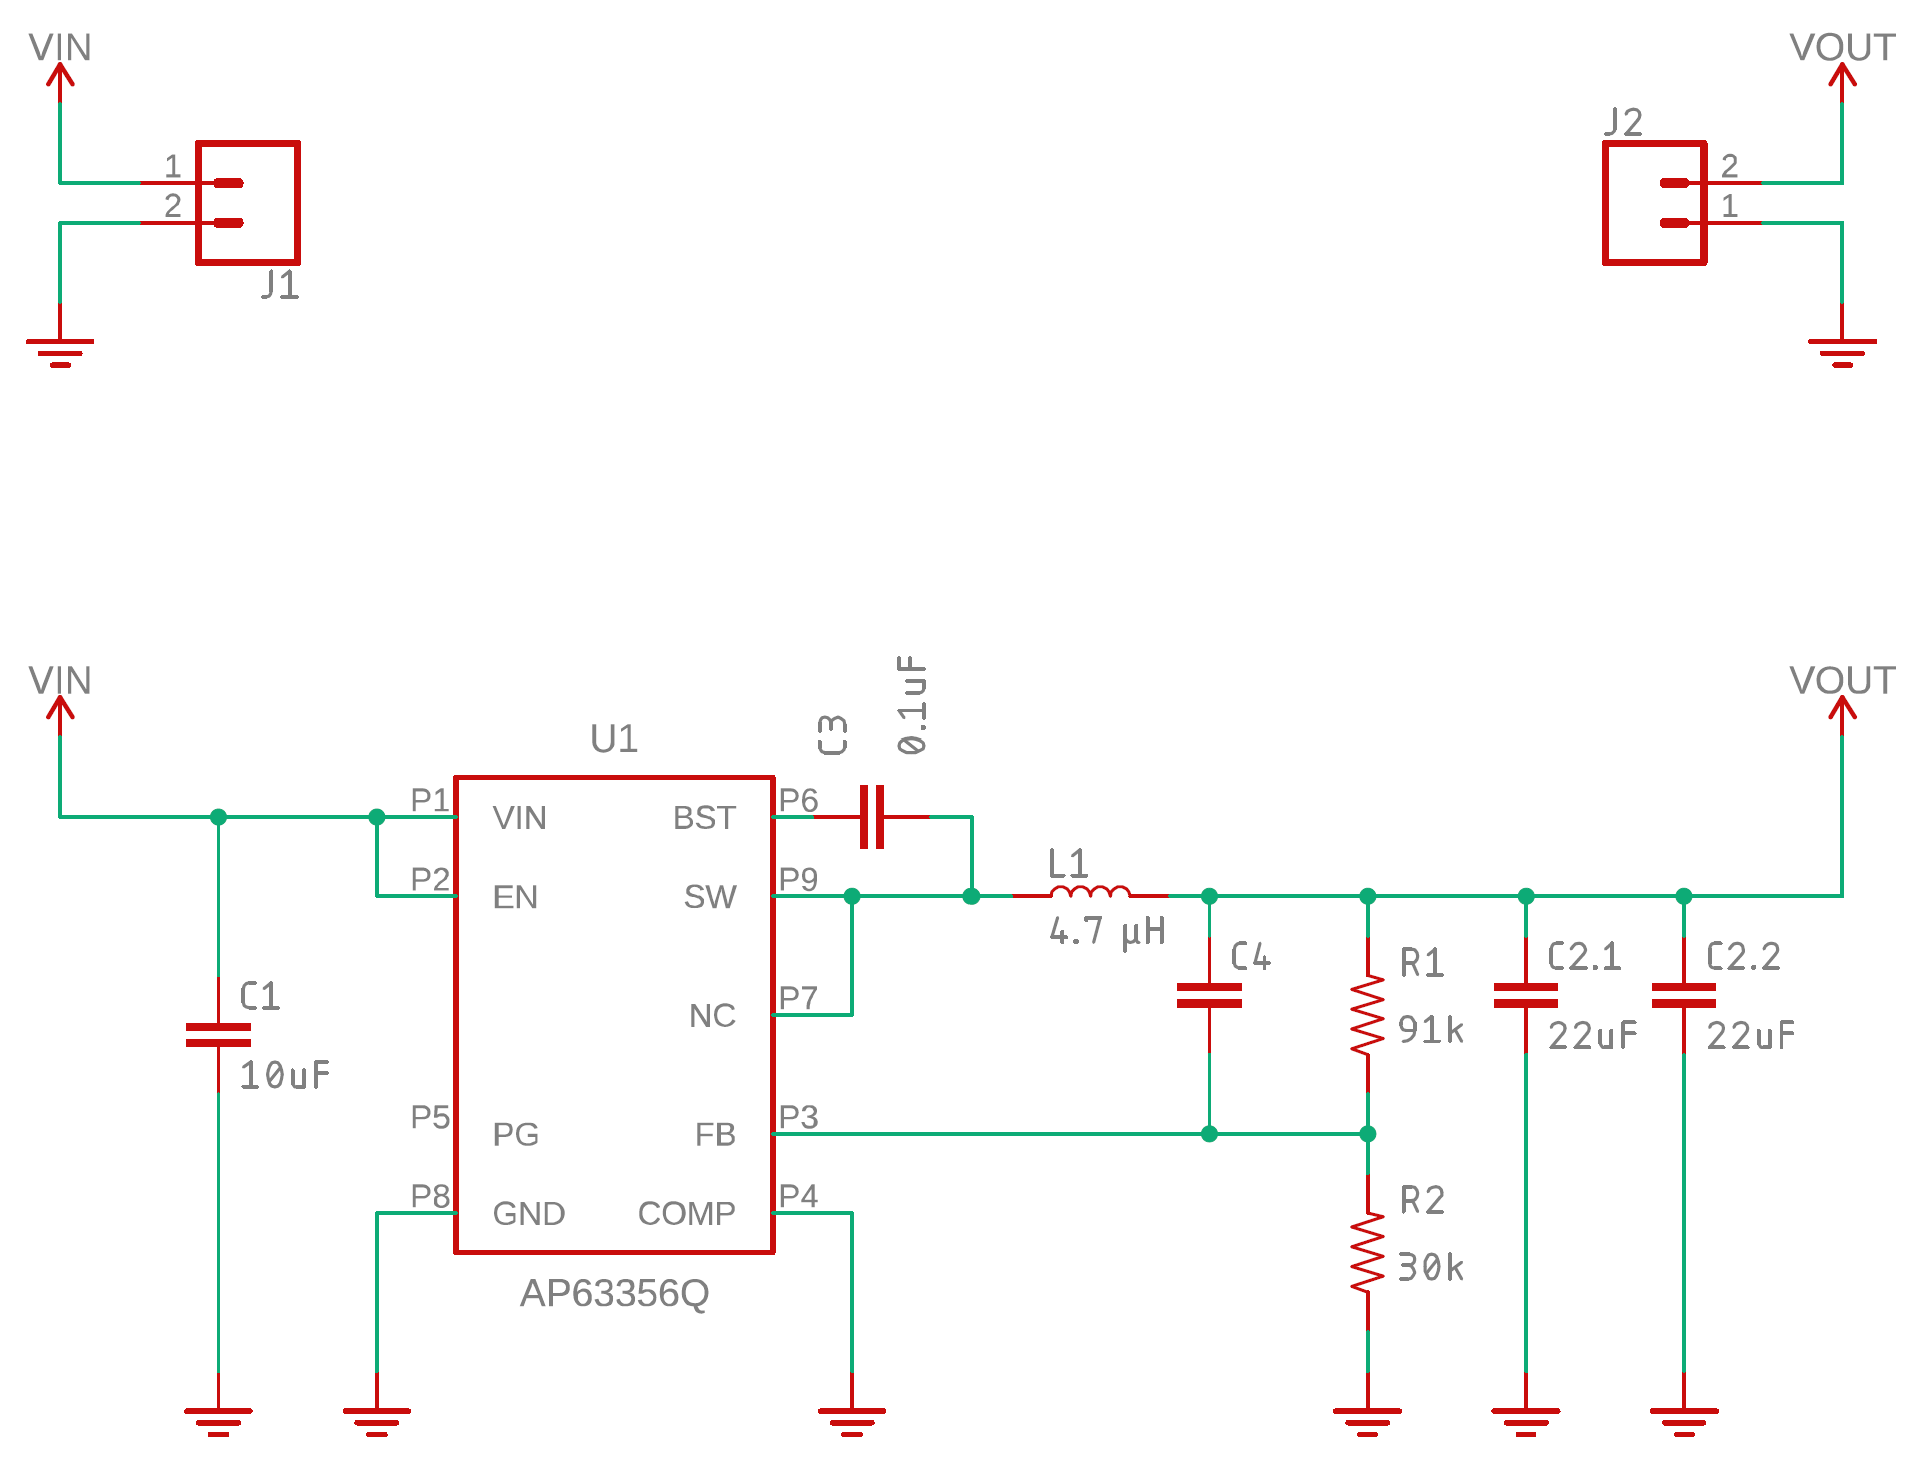 VIN
VOUT
J2
1
2
2
1
J1
VIN
VOUT
U1
C3
0.1uF
P1
VIN
BST
P6
P2
EN
SW
P9
L1
4.7 µH
C4
R1
C2.1
C2.2
C1
NC
P7
91k
22uF
22uF
10uF
P5
PG
FB
P3
P8
GND
COMP
P4
R2
30k
AP63356Q